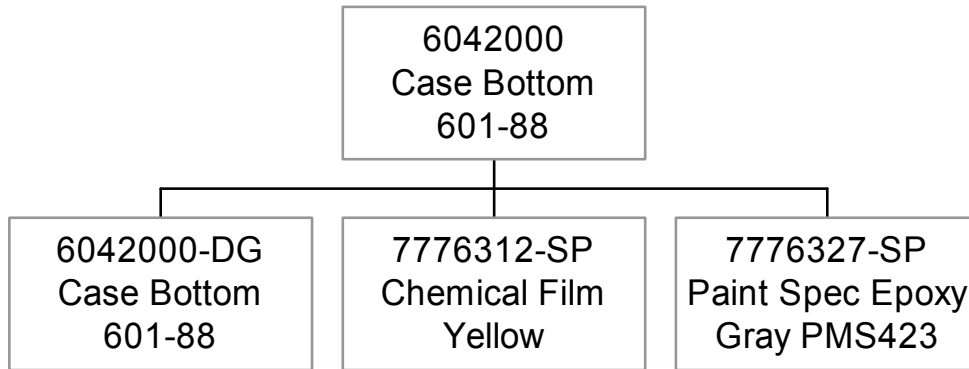 6042000
Case Bottom
601-88
6042000-DG
Case Bottom
601-88
7776312-SP
Chemical Film
Yellow
7776327-SP
Paint Spec Epoxy
Gray PMS423